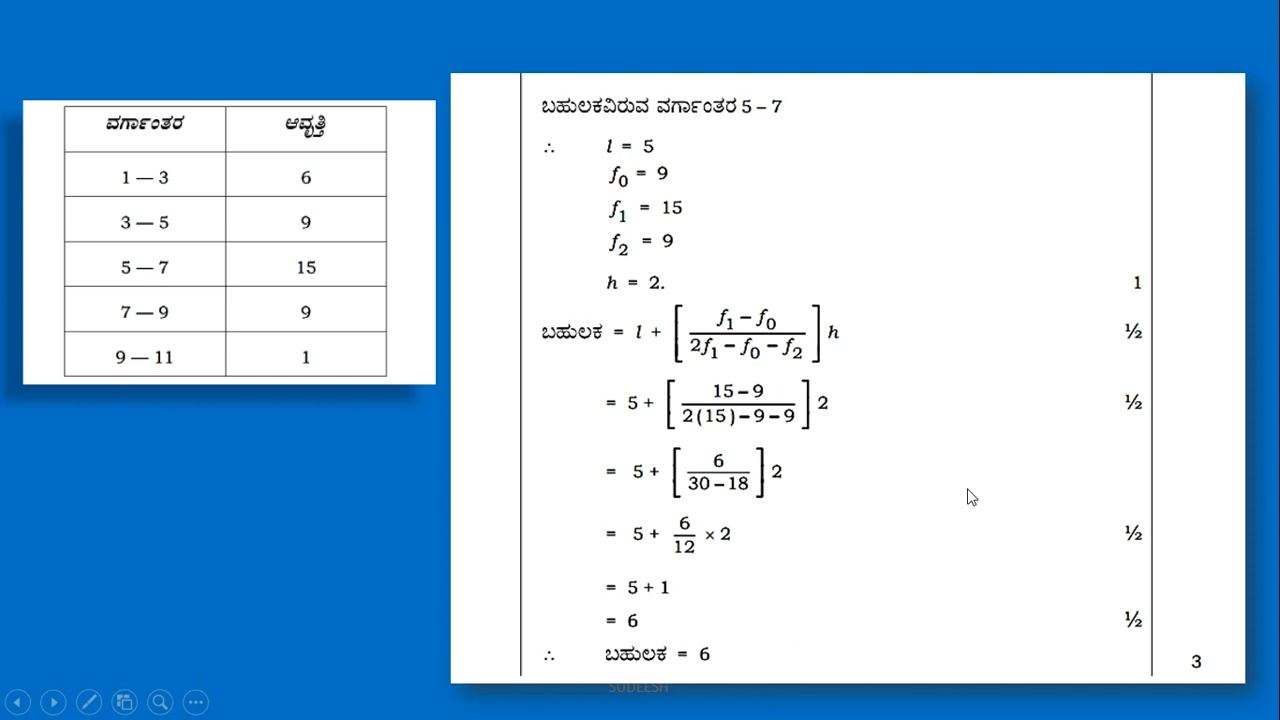 ವರ್ಗಾಂತರ ಆವೃತ್ತಿ
1 — 3 6
3 — 5 9
5 — 7 15
7 — 9 9
9 — 11 1
ಬಹುಲಕವಿರುವ ವರ್ಗಾಂತರ 5 – 7
∴ l = 5
f₀ = 9
f₁ = 15
f₂ = 9
h = 2. 1
ಬಹುಲಕ = l + [ (f₁ – f₀) / (2f₁ – f₀ – f₂) ] h ½
= 5 + [ (15 – 9) / (2(15) – 9 – 9) ] 2 ½
= 5 + [ 6 / (30 – 18) ] 2
= 5 + 6/12 × 2 ½
= 5 + 1
= 6 ½
∴ ಬಹುಲಕ = 6 3
SUDEESH